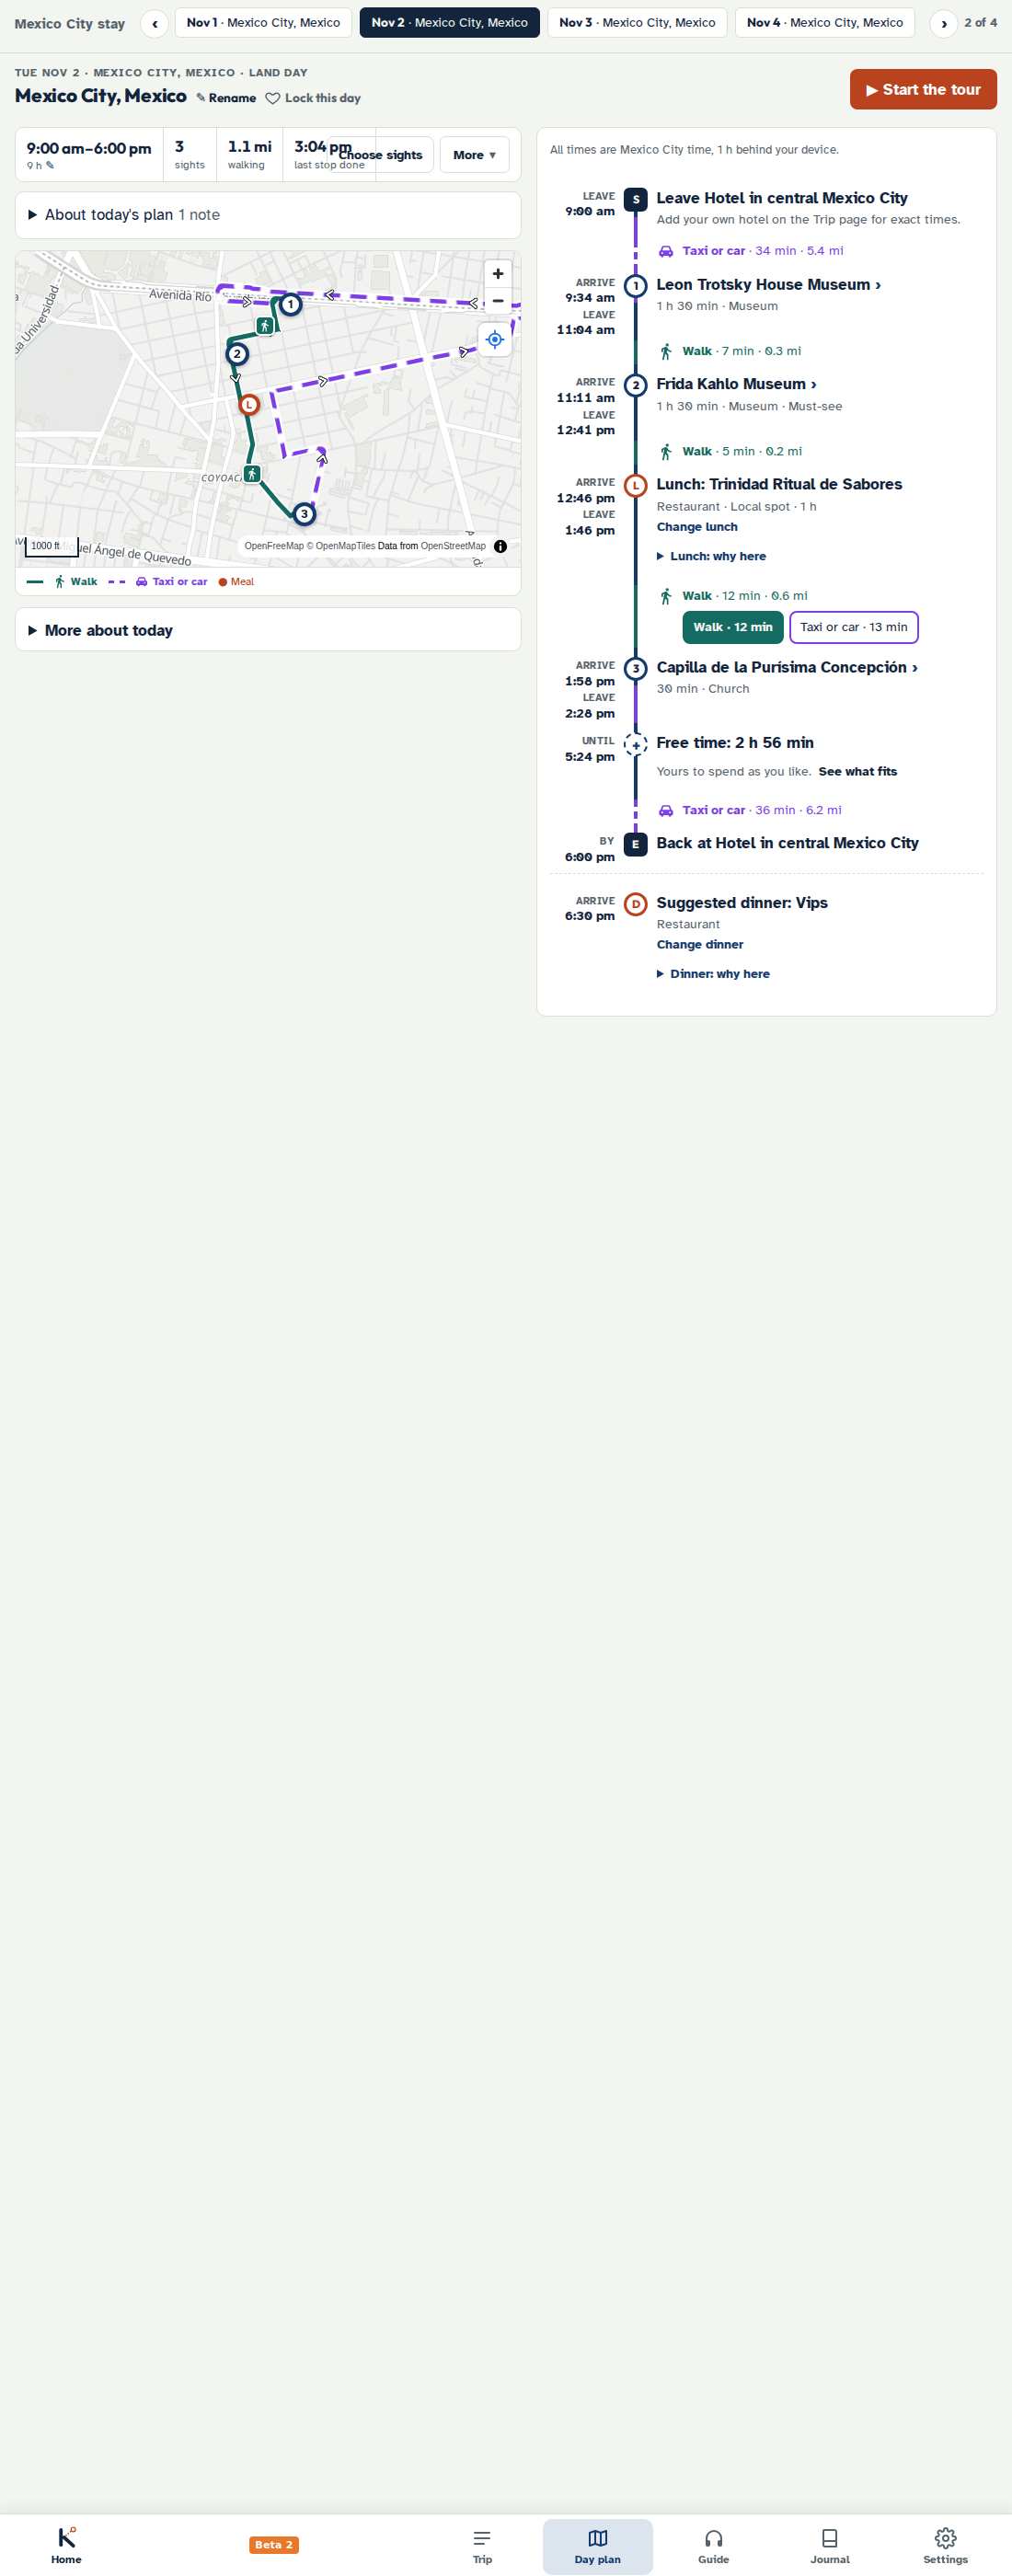 Mexico City stay
‹
Nov 1 · Mexico City, Mexico
Nov 2 · Mexico City, Mexico
Nov 3 · Mexico City, Mexico
Nov 4 · Mexico City, Mexico
›
2 of 4
TUE NOV 2 · MEXICO CITY, MEXICO · LAND DAY
Mexico City, Mexico ✎ Rename Lock this day
▶ Start the tour
9:00 am–6:00 pm
9 h ✎
3
sights
1.1 mi
walking
3:04 pm
last stop done
Choose sights
More ▼
▶ About today's plan 1 note
Avenida Río
1
2
L
3
+
−
1000 ft
uel Ángel de Quevedo
OpenFreeMap © OpenMapTiles Data from OpenStreetMap
Walk Taxi or car Meal
▶ More about today
All times are Mexico City time, 1 h behind your device.
LEAVE
9:00 am
S
Leave Hotel in central Mexico City
Add your own hotel on the Trip page for exact times.
Taxi or car · 34 min · 5.4 mi
ARRIVE
9:34 am
LEAVE
11:04 am
1
Leon Trotsky House Museum ›
1 h 30 min · Museum
Walk · 7 min · 0.3 mi
ARRIVE
11:11 am
LEAVE
12:41 pm
2
Frida Kahlo Museum ›
1 h 30 min · Museum · Must-see
Walk · 5 min · 0.2 mi
ARRIVE
12:46 pm
LEAVE
1:46 pm
L
Lunch: Trinidad Ritual de Sabores
Restaurant · Local spot · 1 h
Change lunch
▶ Lunch: why here
Walk · 12 min · 0.6 mi
Walk · 12 min
Taxi or car · 13 min
ARRIVE
1:58 pm
LEAVE
2:28 pm
3
Capilla de la Purísima Concepción ›
30 min · Church
UNTIL
5:24 pm
+
Free time: 2 h 56 min
Yours to spend as you like. See what fits
Taxi or car · 36 min · 6.2 mi
BY
6:00 pm
E
Back at Hotel in central Mexico City
ARRIVE
6:30 pm
D
Suggested dinner: Vips
Restaurant
Change dinner
▶ Dinner: why here
Home
Beta 2
Trip
Day plan
Guide
Journal
Settings